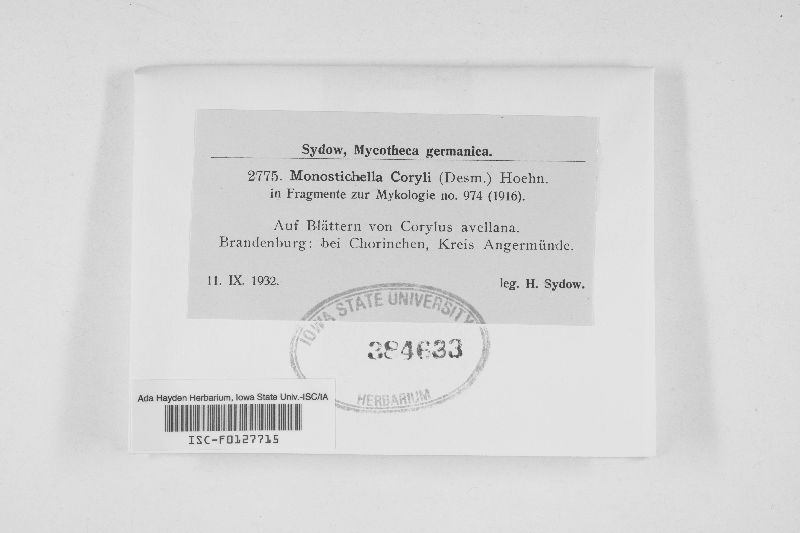 Sydow, Mycotheca germanica.
2775. Monostichella Coryli (Desm.) Hoehn.
in Fragmente zur Mykologie no. 974 (1916).
Auf Blättern von Corylus avellana.
Brandenburg: bei Chorinchen, Kreis Angermünde.
11. IX. 1932. leg. H. Sydow.
IOWA STATE UNIVERSITY
384633
HERBARIUM
Ada Hayden Herbarium, Iowa State Univ.-ISC/IA
ISC-F0127715